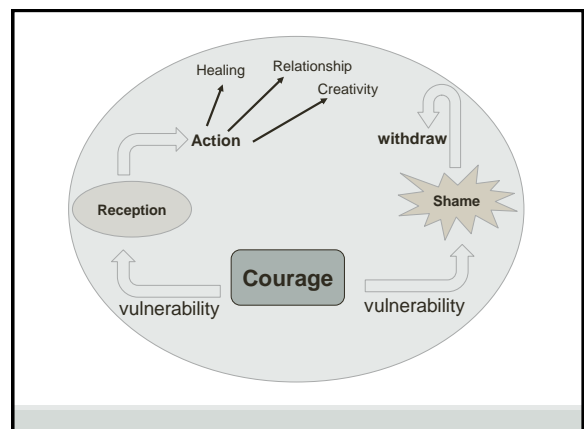 Healing
Relationship
Creativity
Action
withdraw
Reception
Shame
Courage
vulnerability
vulnerability